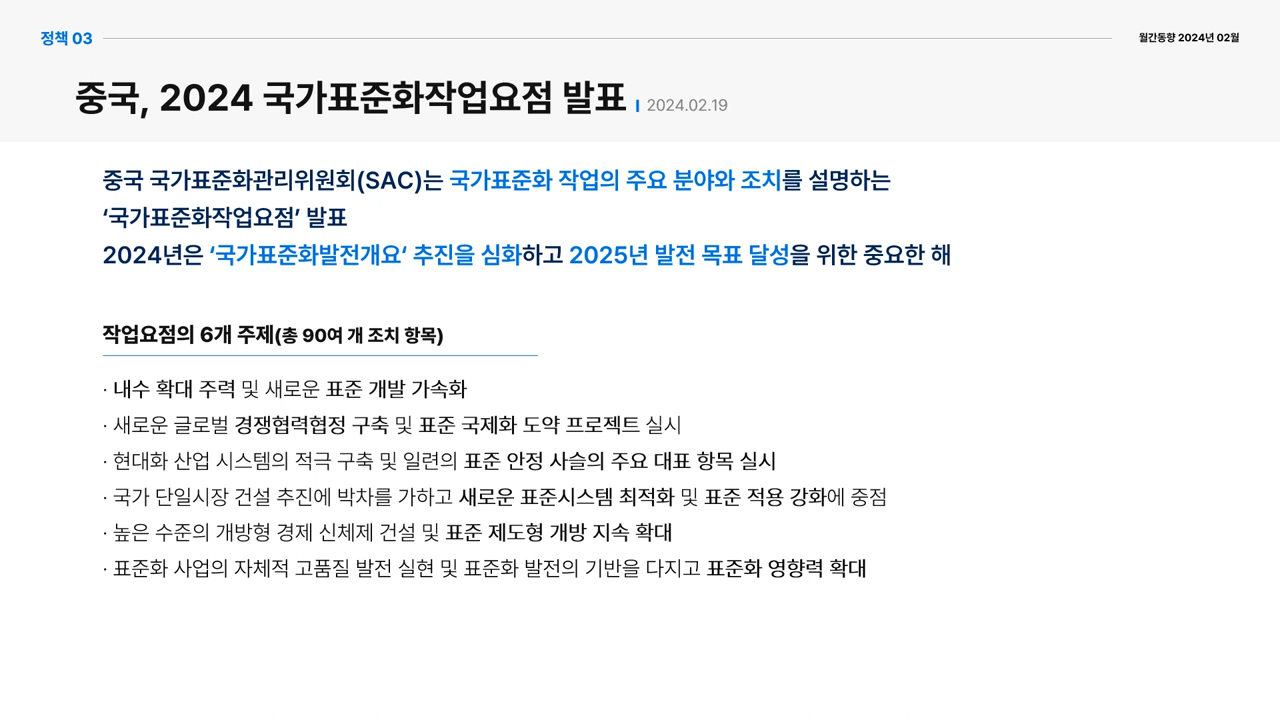 정책 03
월간동향 2024년 02월
중국, 2024 국가표준화작업요점 발표 2024.02.19
중국 국가표준화관리위원회(SAC)는 국가표준화 작업의 주요 분야와 조치를 설명하는
‘국가표준화작업요점’ 발표
2024년은 ‘국가표준화발전개요‘ 추진을 심화하고 2025년 발전 목표 달성을 위한 중요한 해
작업요점의 6개 주제(총 90여 개 조치 항목)
· 내수 확대 주력 및 새로운 표준 개발 가속화
· 새로운 글로벌 경쟁협력협정 구축 및 표준 국제화 도약 프로젝트 실시
· 현대화 산업 시스템의 적극 구축 및 일련의 표준 안정 사슬의 주요 대표 항목 실시
· 국가 단일시장 건설 추진에 박차를 가하고 새로운 표준시스템 최적화 및 표준 적용 강화에 중점
· 높은 수준의 개방형 경제 신체제 건설 및 표준 제도형 개방 지속 확대
· 표준화 사업의 자체적 고품질 발전 실현 및 표준화 발전의 기반을 다지고 표준화 영향력 확대